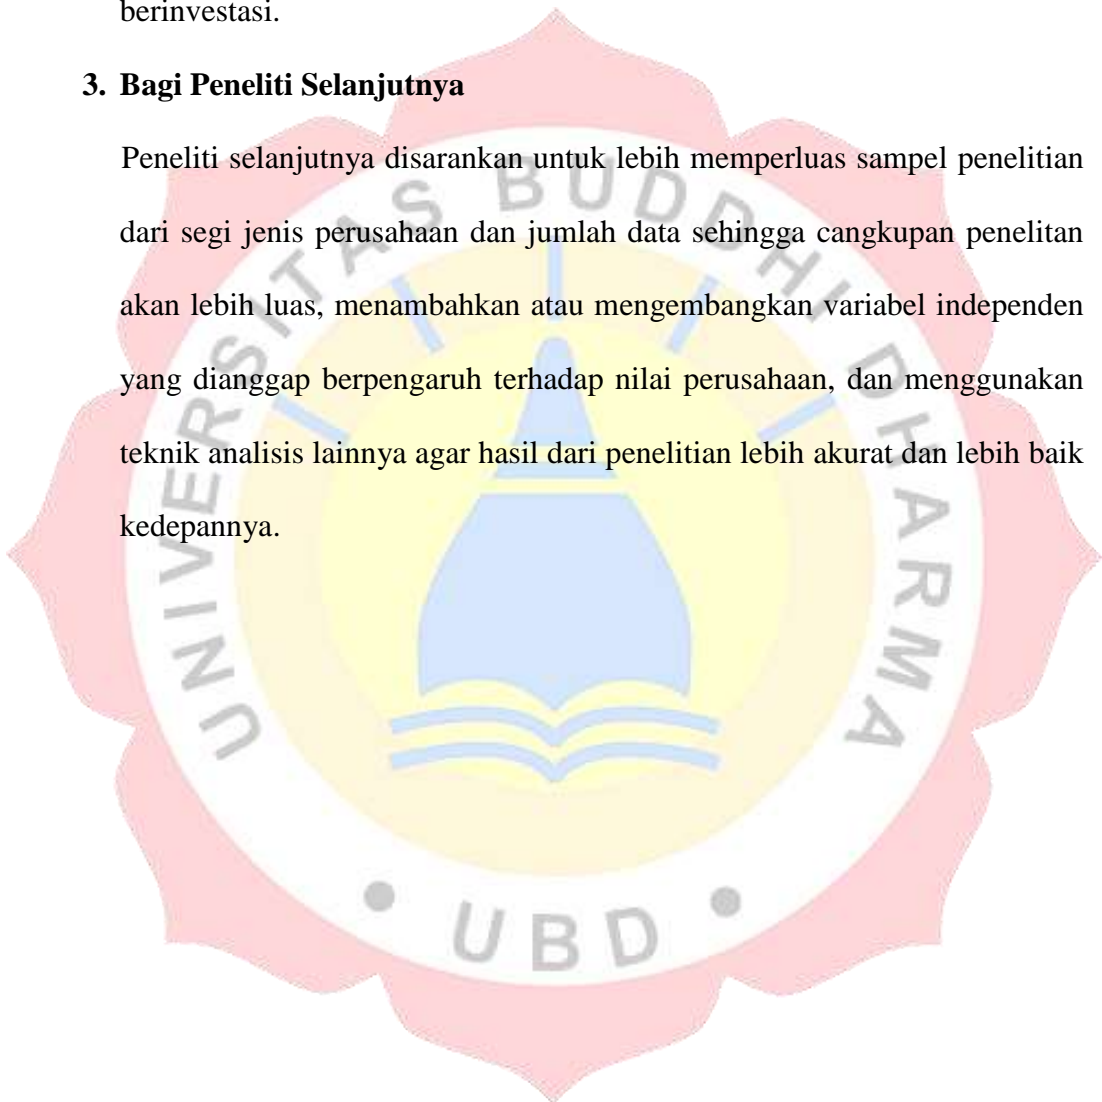 berinvestasi.
3. Bagi Peneliti Selanjutnya
Peneliti selanjutnya disarankan untuk lebih memperluas sampel penelitian
dari segi jenis perusahaan dan jumlah data sehingga cangkupan penelitan
akan lebih luas, menambahkan atau mengembangkan variabel independen
yang dianggap berpengaruh terhadap nilai perusahaan, dan menggunakan
teknik analisis lainnya agar hasil dari penelitian lebih akurat dan lebih baik
kedepannya.
UNIVERSITAS BUDDHI DHARMA
• UBD •